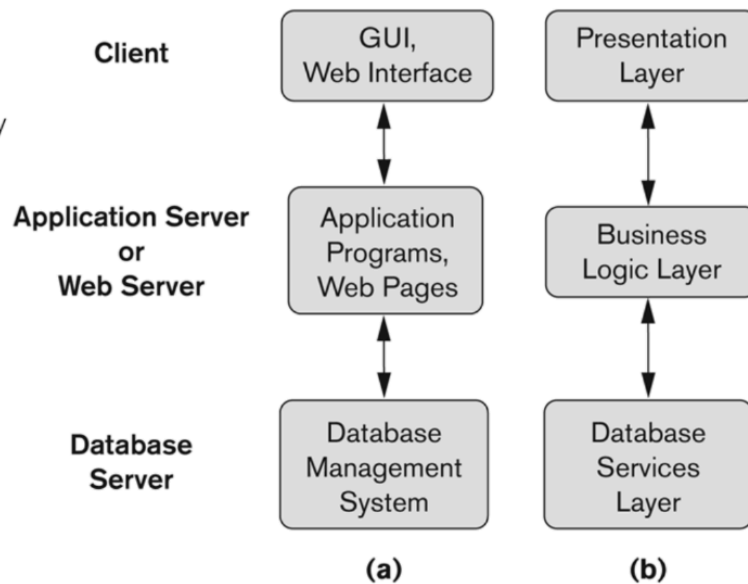 Client
GUI,
Web Interface
Presentation
Layer
y
Application Server
or
Web Server
Application
Programs,
Web Pages
Business
Logic Layer
Database
Server
Database
Management
System
Database
Services
Layer
(a)
(b)